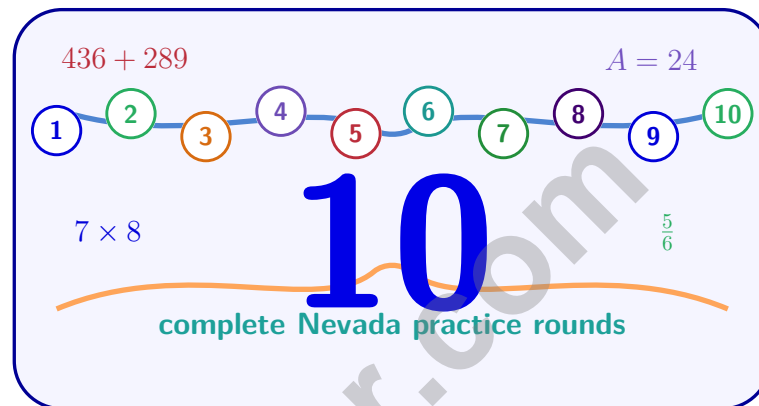 436 + 289
A = 24
1 2 3 4 5 6 7 8 9 10
10
7 × 8
5/6
complete Nevada practice rounds
r.com